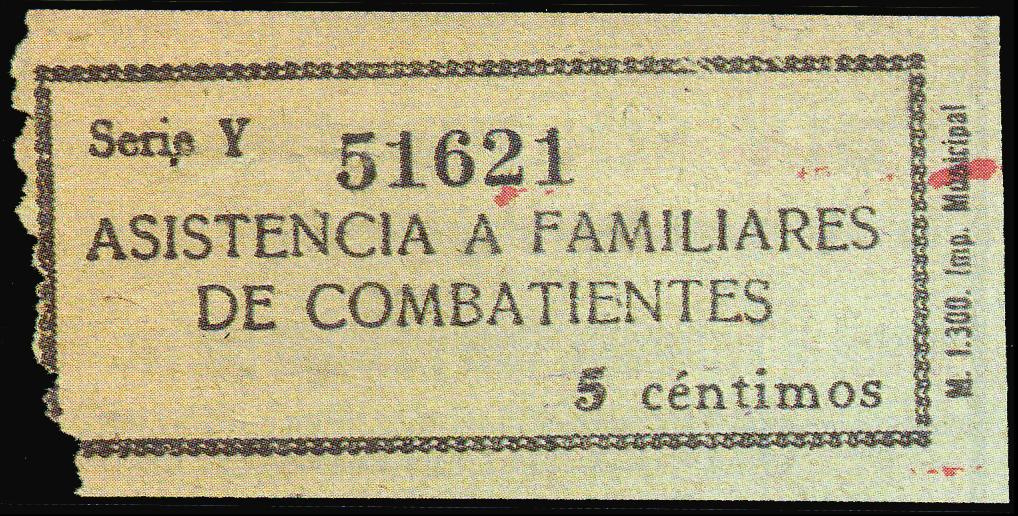 Serie Y 51621
ASISTENCIA A FAMILIARES
DE COMBATIENTES
5 céntimos
M. 1.300. Imp. Municipal